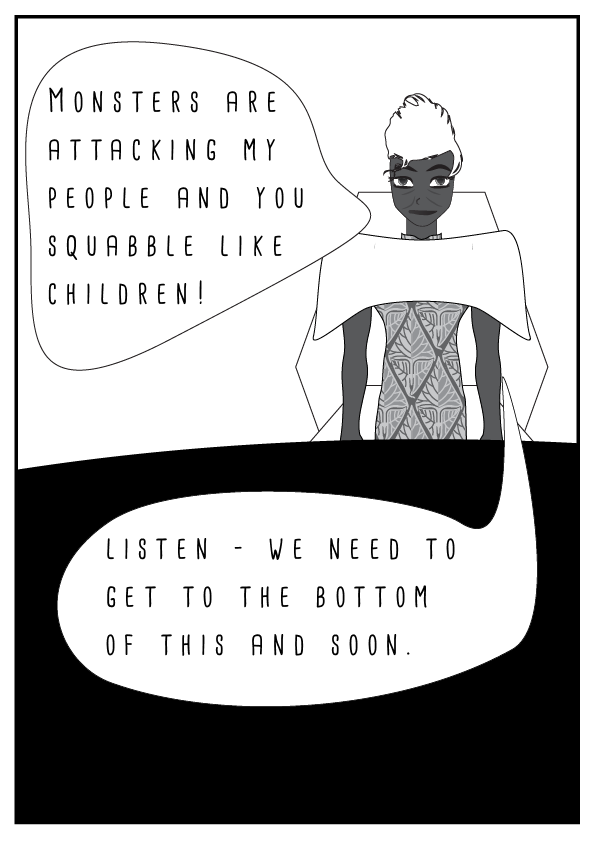 Monsters are
attacking my
people and you
squabble like
children!
Listen - we need to
get to the bottom
of this and soon.